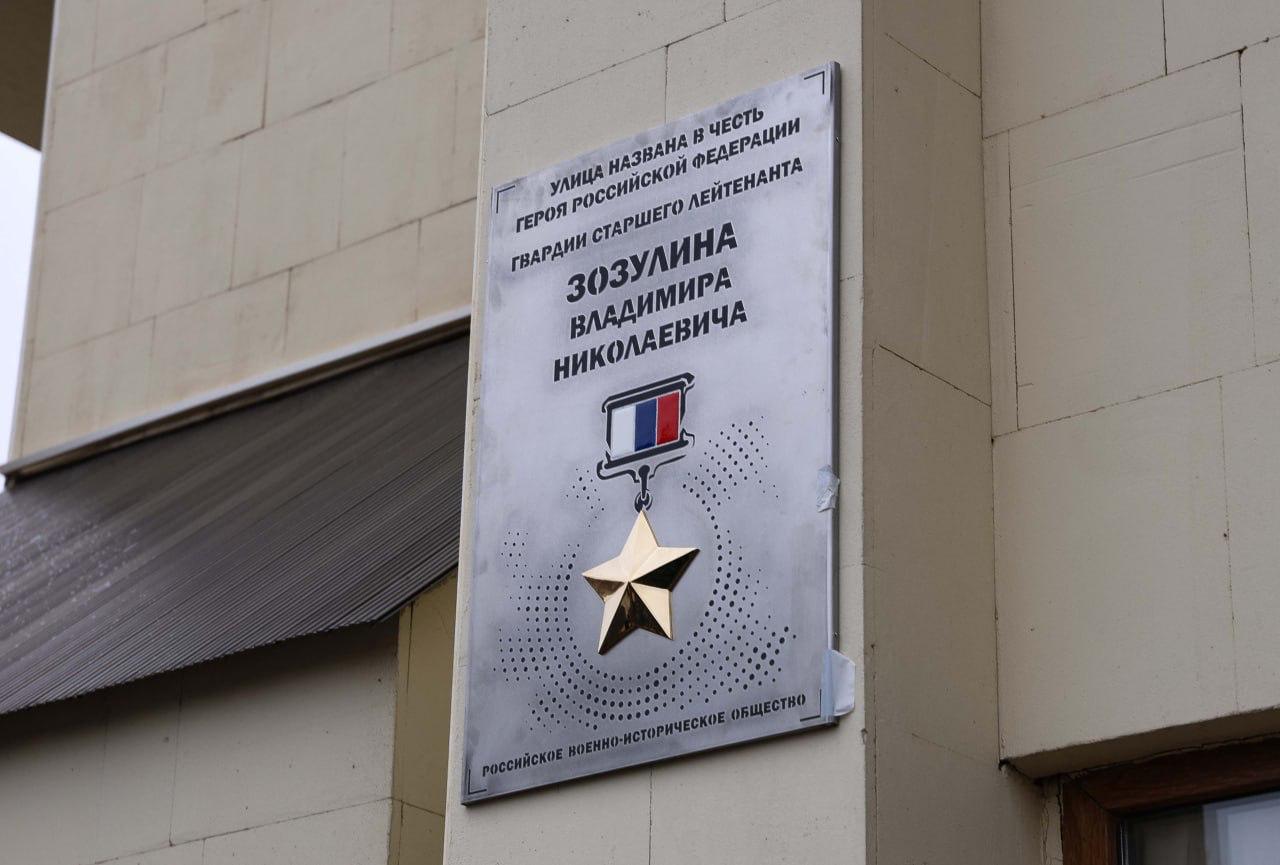 УЛИЦА НАЗВАНА В ЧЕСТЬ
ГЕРОЯ РОССИЙСКОЙ ФЕДЕРАЦИИ
ГВАРДИИ СТАРШЕГО ЛЕЙТЕНАНТА
ЗОЗУЛИНА
ВЛАДИМИРА
НИКОЛАЕВИЧА
РОССИЙСКОЕ ВОЕННО-ИСТОРИЧЕСКОЕ ОБЩЕСТВО